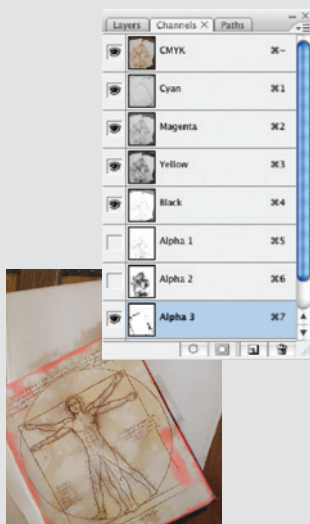 Layers Channels × Paths
CMYK ⌘~
Cyan ⌘1
Magenta ⌘2
Yellow ⌘3
Black ⌘4
Alpha 1 ⌘5
Alpha 2 ⌘6
Alpha 3 ⌘7